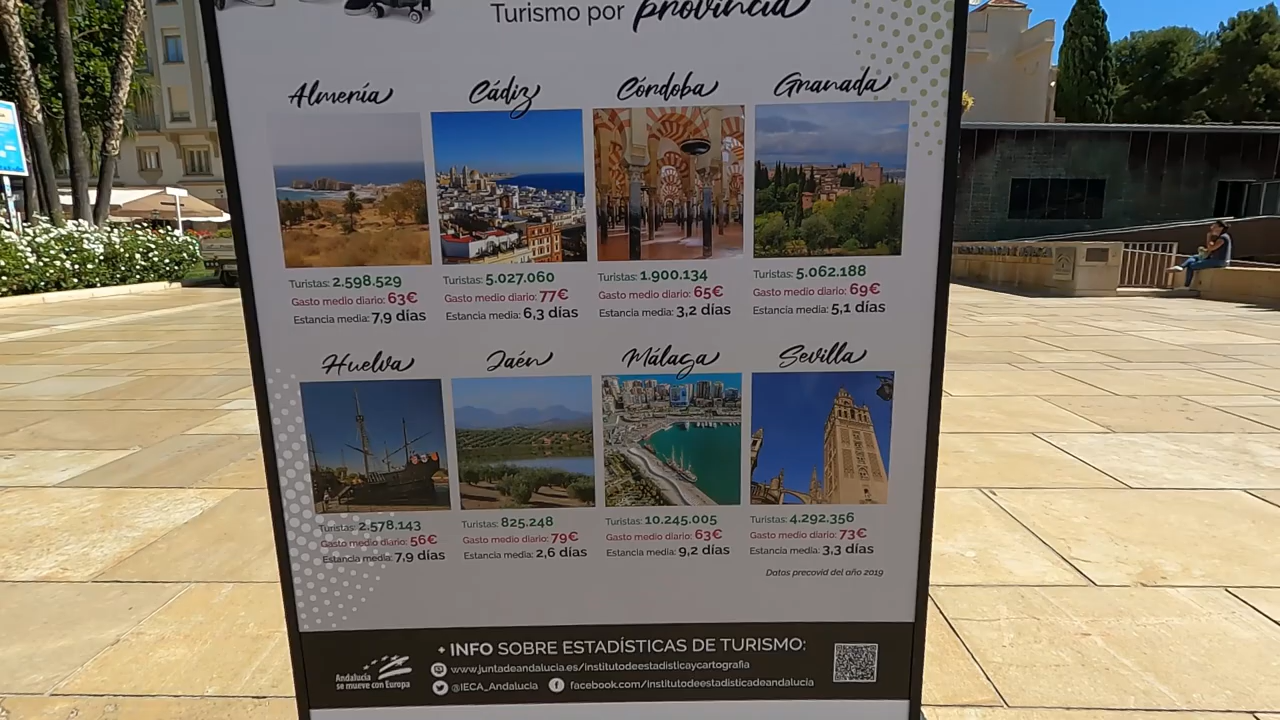 Turismo por provincia
Almería
Cádiz
Córdoba
Granada
Turistas: 2.598.529
Gasto medio diario: 63€
Estancia media: 7,9 días
Turistas: 5.027.060
Gasto medio diario: 77€
Estancia media: 6,3 días
Turistas: 1.900.134
Gasto medio diario: 65€
Estancia media: 3,2 días
Turistas: 5.062.188
Gasto medio diario: 69€
Estancia media: 5,1 días
Huelva
Jaén
Málaga
Sevilla
Turistas: 2.578.143
Gasto medio diario: 56€
Estancia media: 7,9 días
Turistas: 825.248
Gasto medio diario: 79€
Estancia media: 2,6 días
Turistas: 10.245.005
Gasto medio diario: 63€
Estancia media: 9,2 días
Turistas: 4.292.356
Gasto medio diario: 73€
Estancia media: 3,3 días
Datos precovid del año 2019
+ INFO SOBRE ESTADÍSTICAS DE TURISMO:
www.juntadeandalucia.es/institutodeestadisticaycartografia
@IECA_Andalucia
facebook.com/institutodeestadisticadeandalucia
Andalucía
se mueve con Europa